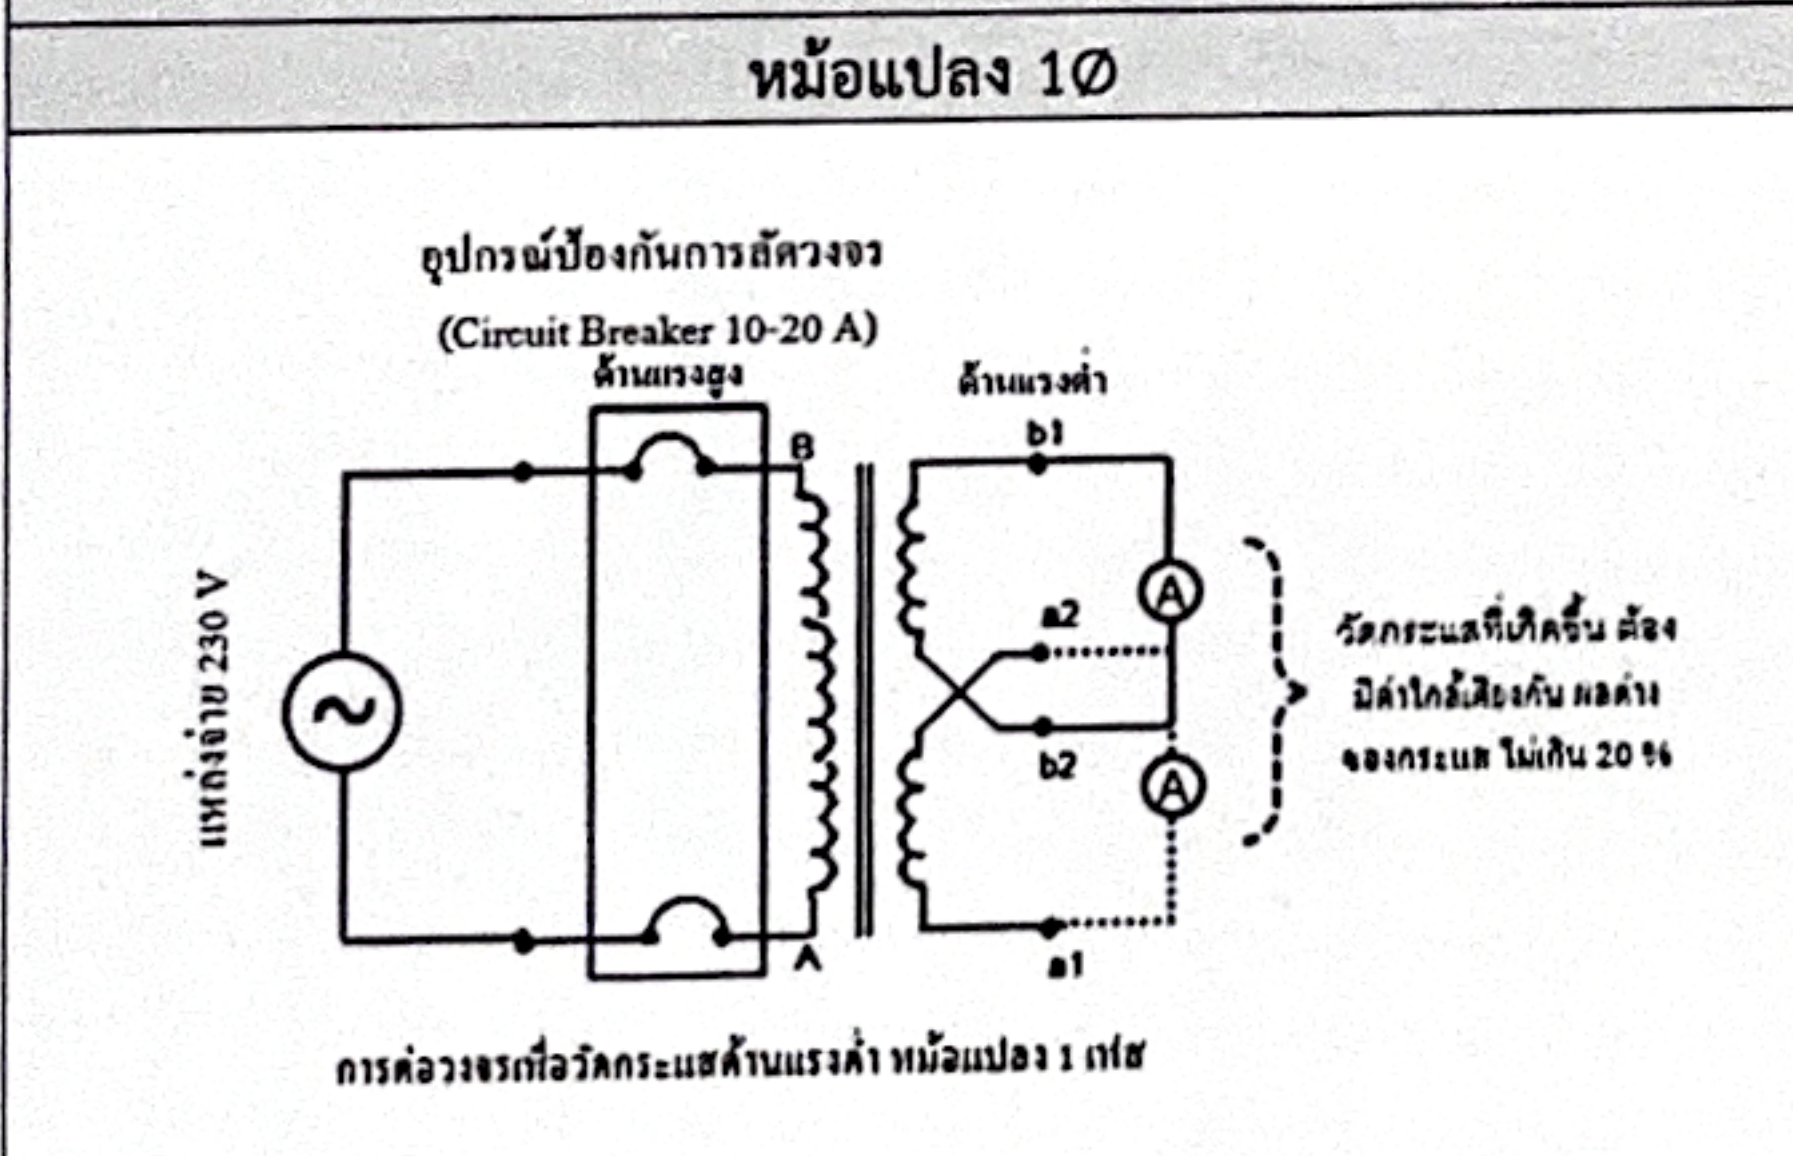 หม้อแปลง 1Ø
อุปกรณ์ป้องกันการลัดวงจร
(Circuit Breaker 10-20 A)
ด้านแรงสูง
ด้านแรงต่ำ
B
b1
แหล่งจ่าย 230 V
~
a2
A
b2
A
วัดกระแสที่เกิดขึ้น ต้อง
มีค่าใกล้เคียงกัน ผลต่าง
ของกระแส ไม่เกิน 20 %
A
a1
การต่อวงจรเพื่อวัดกระแสด้านแรงต่ำ หม้อแปลง 1 เฟส